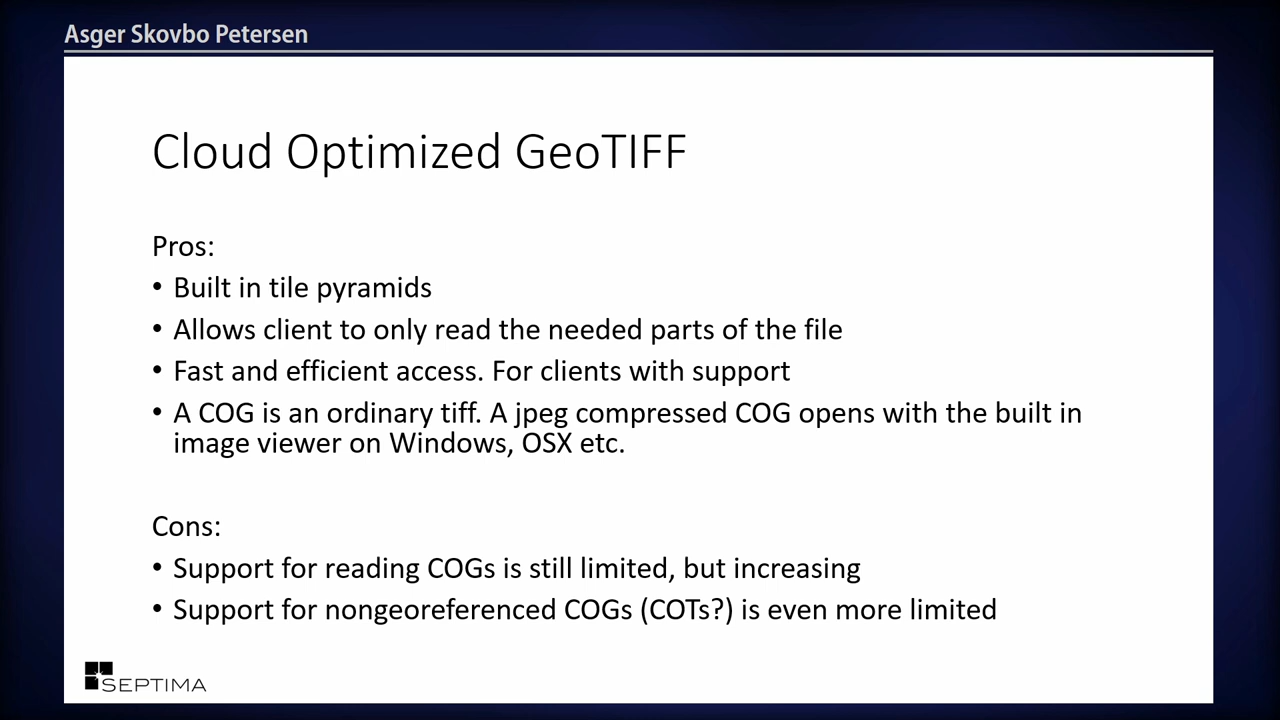 Asger Skovbo Petersen
Cloud Optimized GeoTIFF
Pros:
• Built in tile pyramids
• Allows client to only read the needed parts of the file
• Fast and efficient access. For clients with support
• A COG is an ordinary tiff. A jpeg compressed COG opens with the built in
image viewer on Windows, OSX etc.
Cons:
• Support for reading COGs is still limited, but increasing
• Support for nongeoreferenced COGs (COTs?) is even more limited
SEPTIMA